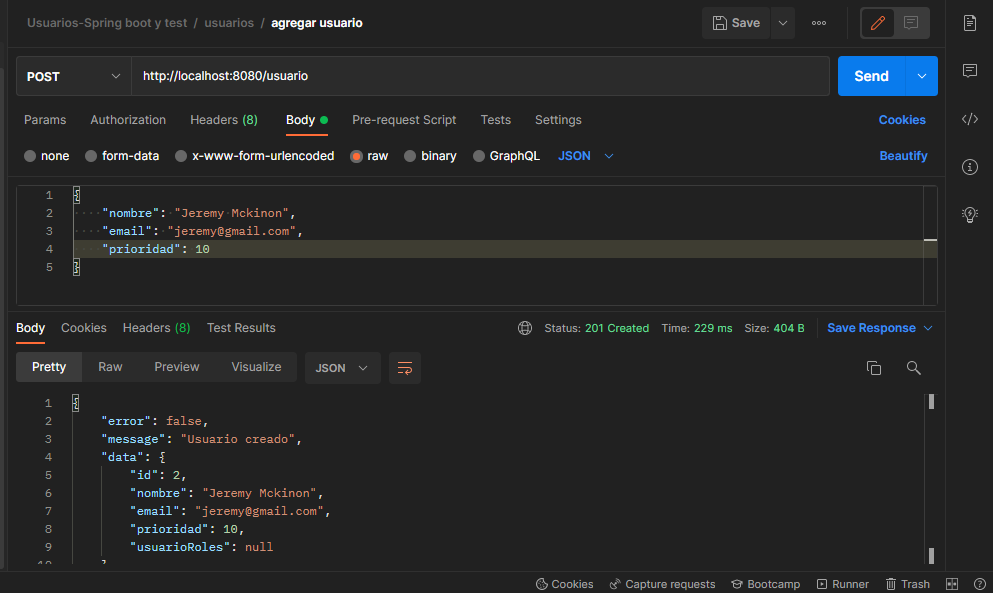 Usuarios-Spring boot y test / usuarios / agregar usuario
Save
POST
http://localhost:8080/usuario
Send
Params Authorization Headers (8) Body Pre-request Script Tests Settings Cookies
none form-data x-www-form-urlencoded raw binary GraphQL JSON Beautify
1 {
2 "nombre": "Jeremy Mckinon",
3 "email": "jeremy@gmail.com",
4 "prioridad": 10
5 }
Body Cookies Headers (8) Test Results Status: 201 Created Time: 229 ms Size: 404 B Save Response
Pretty Raw Preview Visualize JSON
1 {
2 "error": false,
3 "message": "Usuario creado",
4 "data": {
5 "id": 2,
6 "nombre": "Jeremy Mckinon",
7 "email": "jeremy@gmail.com",
8 "prioridad": 10,
9 "usuarioRoles": null
Cookies Capture requests Bootcamp Runner Trash